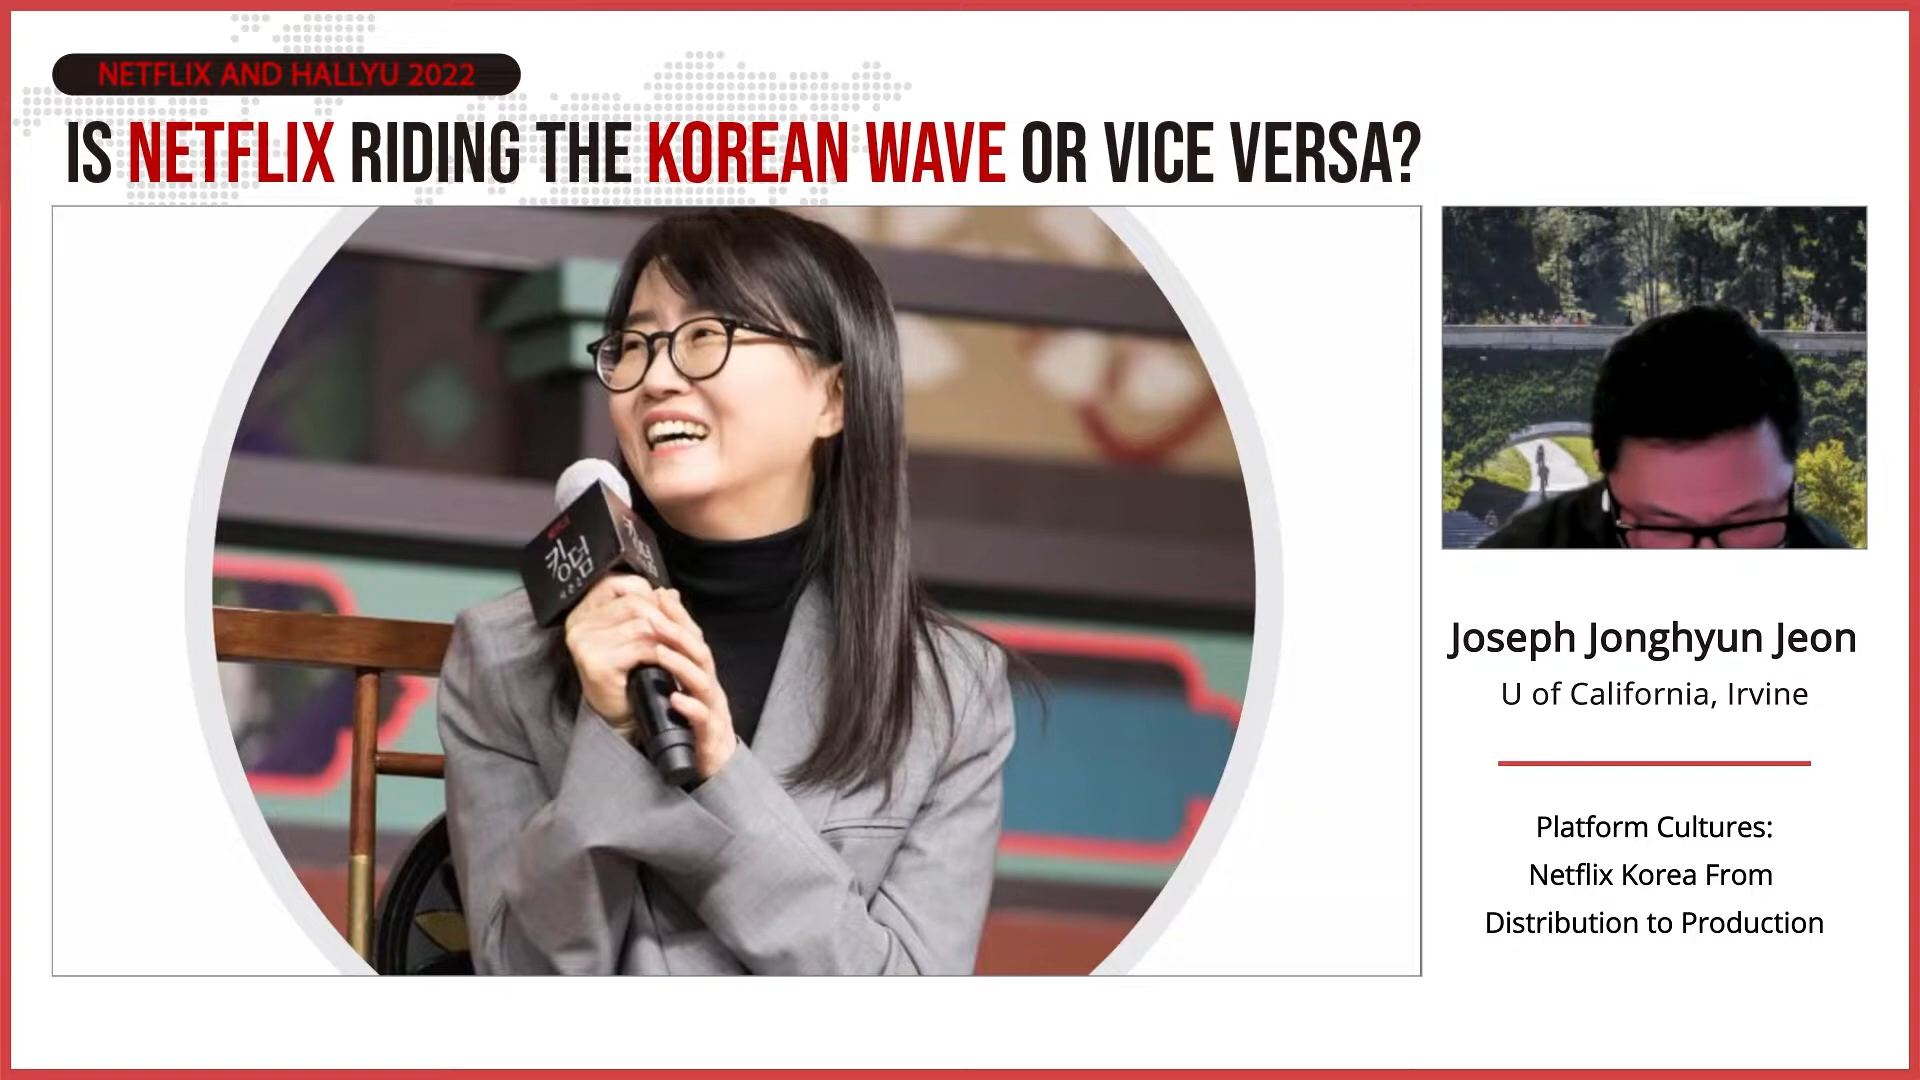 NETFLIX AND HALLYU 2022
IS NETFLIX RIDING THE KOREAN WAVE OR VICE VERSA?
킹덤
Joseph Jonghyun Jeon
U of California, Irvine
Platform Cultures:
Netflix Korea From
Distribution to Production